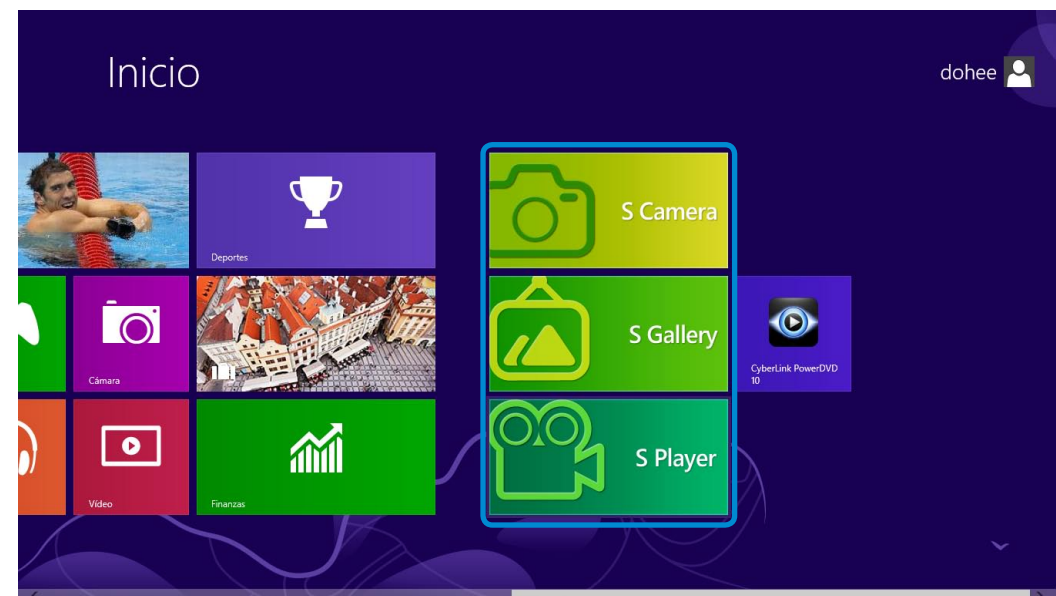 Inicio
dohee
Deportes
S Camera
Cámara
S Gallery
CyberLink PowerDVD
10
Vídeo
Finanzas
S Player